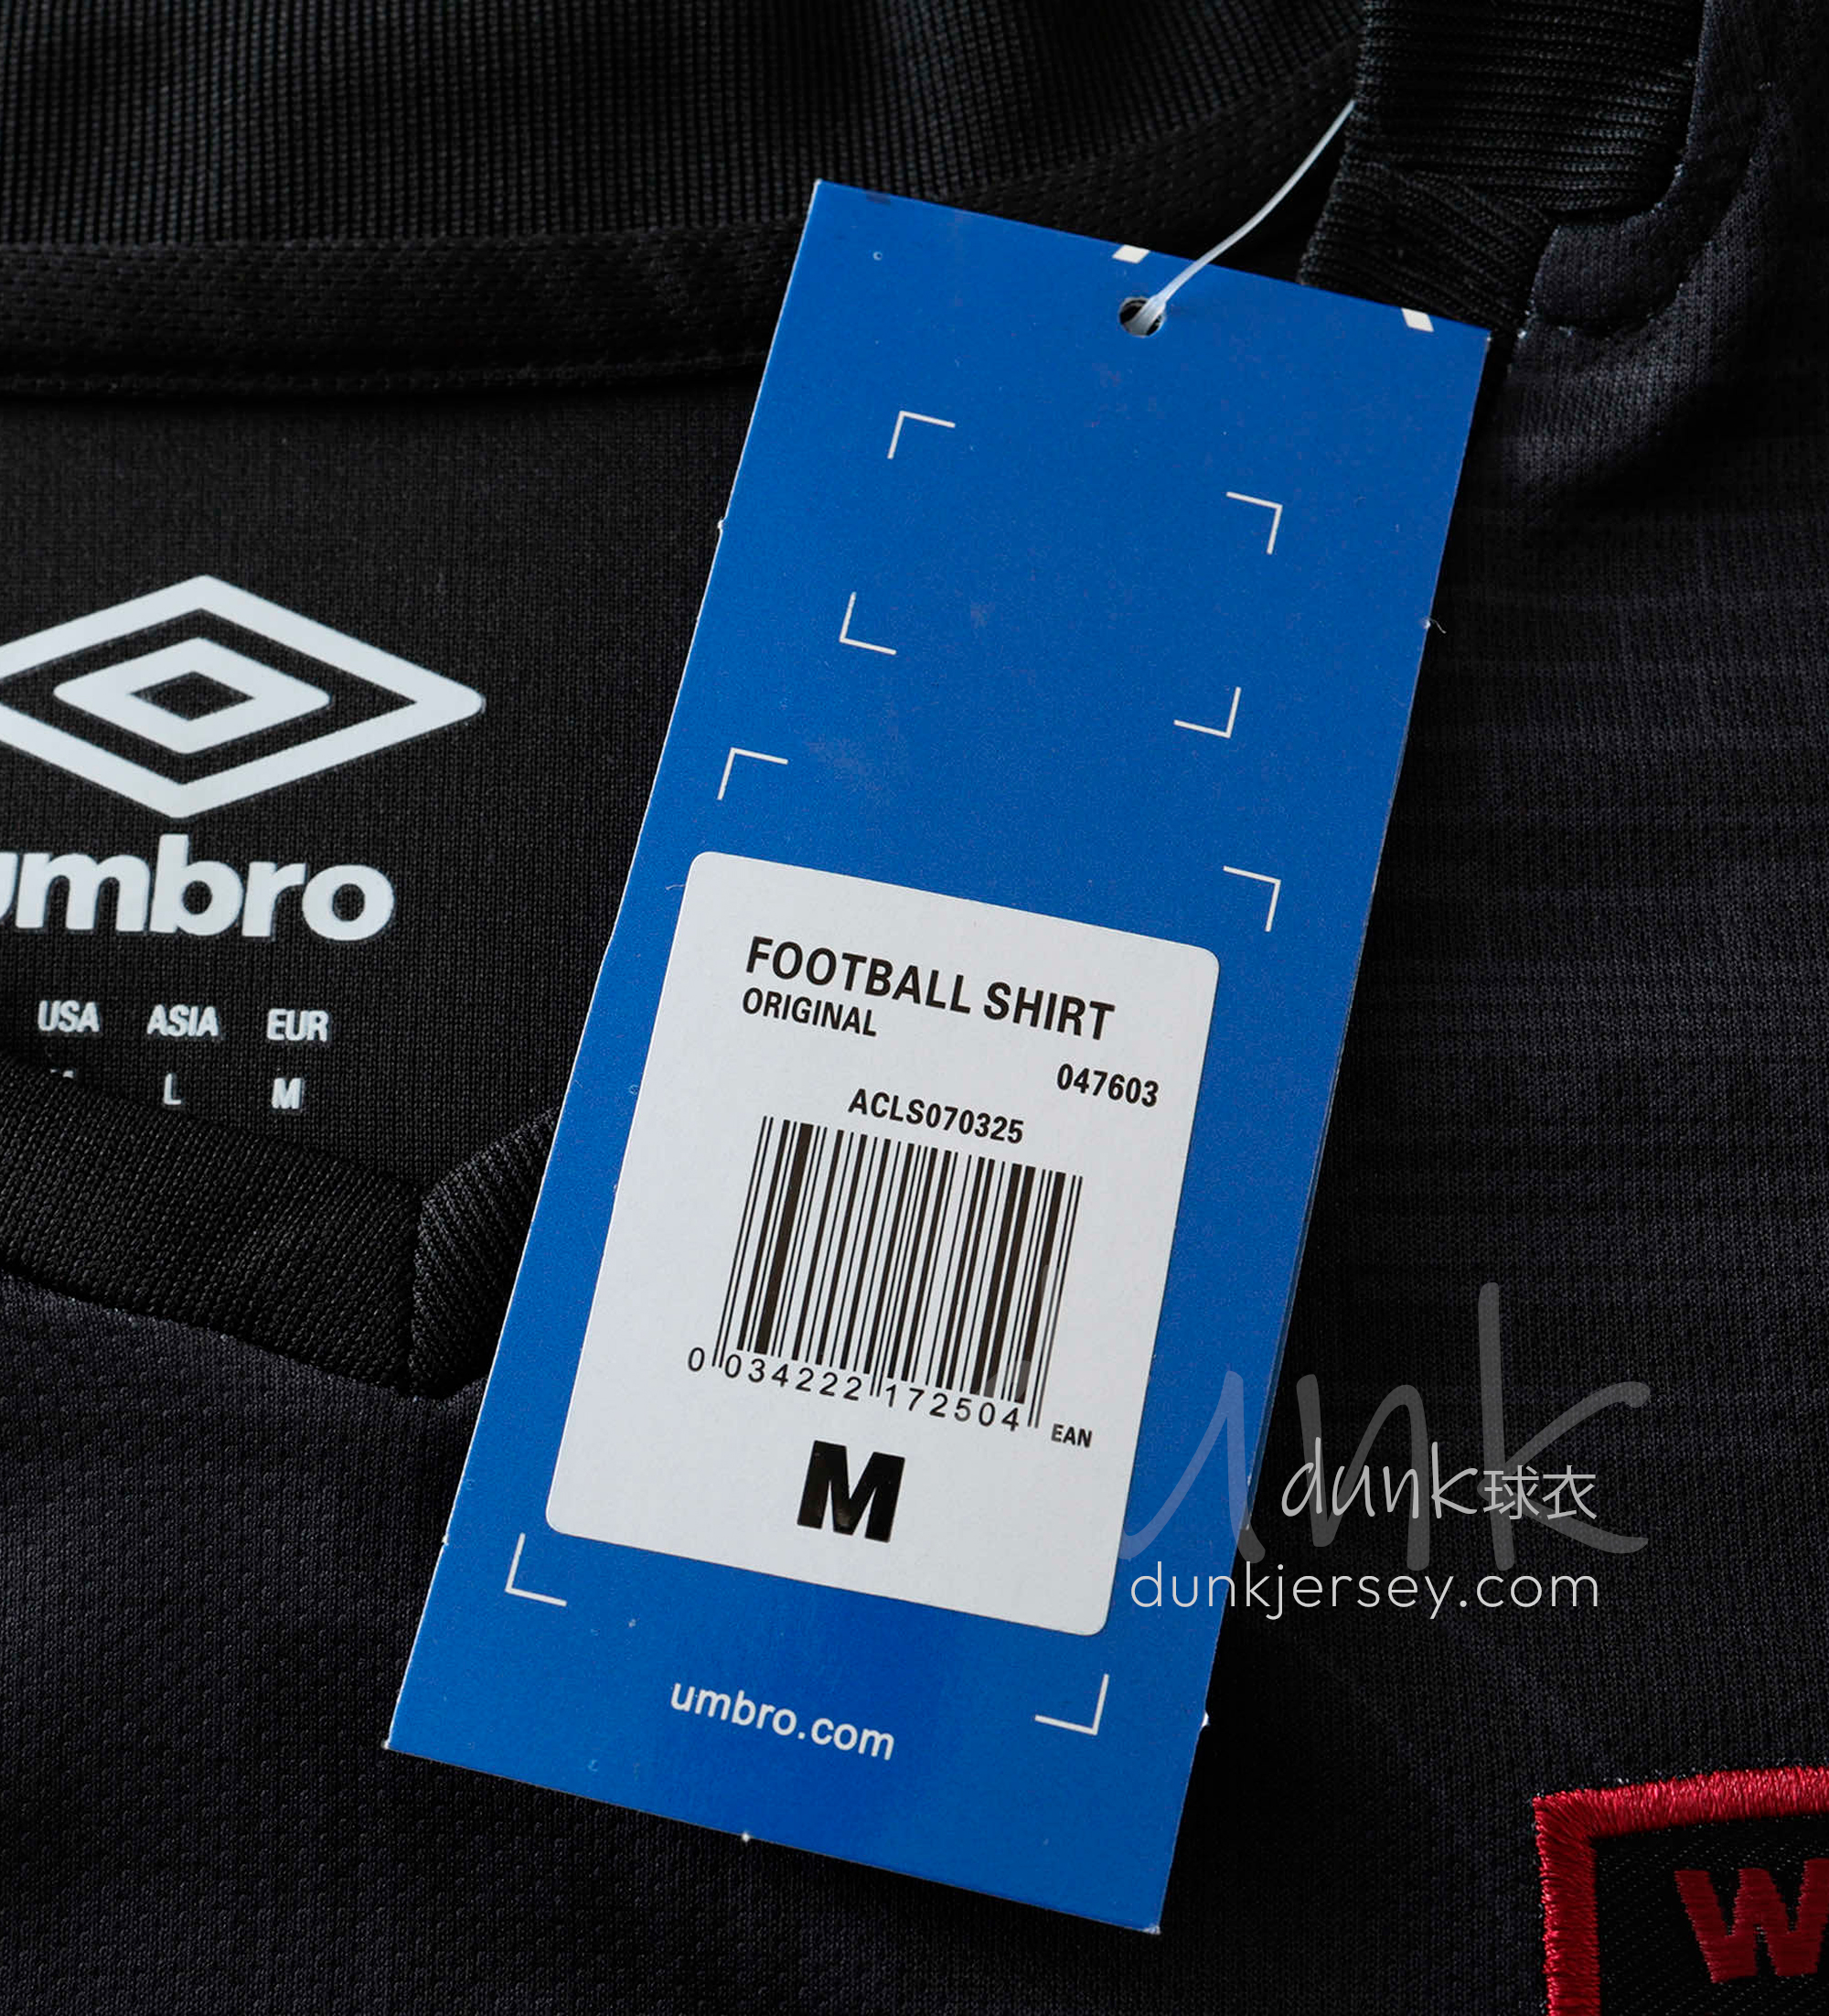 umbro
USA ASIA EUR
L M
FOOTBALL SHIRT
ORIGINAL
047603
ACLS070325
0 034222 172504
EAN
M
umbro.com
dunk球衣
dunkjersey.com
W